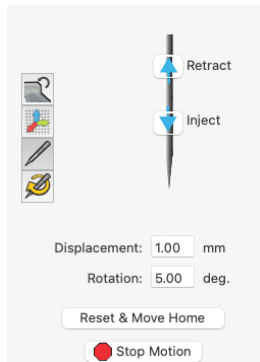 Retract
Inject
Displacement: 1.00 mm
Rotation: 5.00 deg.
Reset & Move Home
Stop Motion